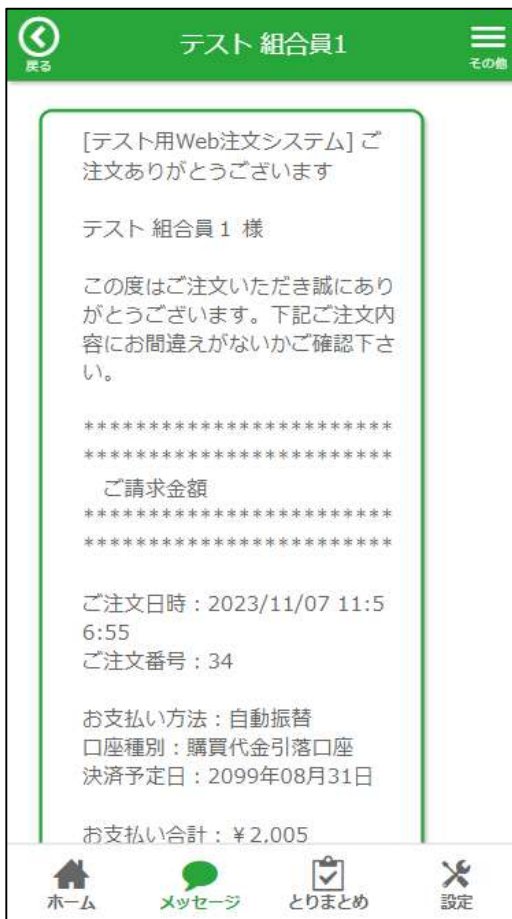 戻る
テスト 組合員1
その他
[テスト用Web注文システム] ご
注文ありがとうございます
テスト 組合員１ 様
この度はご注文いただき誠にあり
がとうございます。下記ご注文内
容にお間違えがないかご確認下さ
い。
************************
************************
ご請求金額
************************
************************
ご注文日時：2023/11/07 11:5
6:55
ご注文番号：34
お支払い方法：自動振替
口座種別：購買代金引落口座
決済予定日：2099年08月31日
お支払い合計：¥2,005
ホーム
メッセージ
とりまとめ
設定